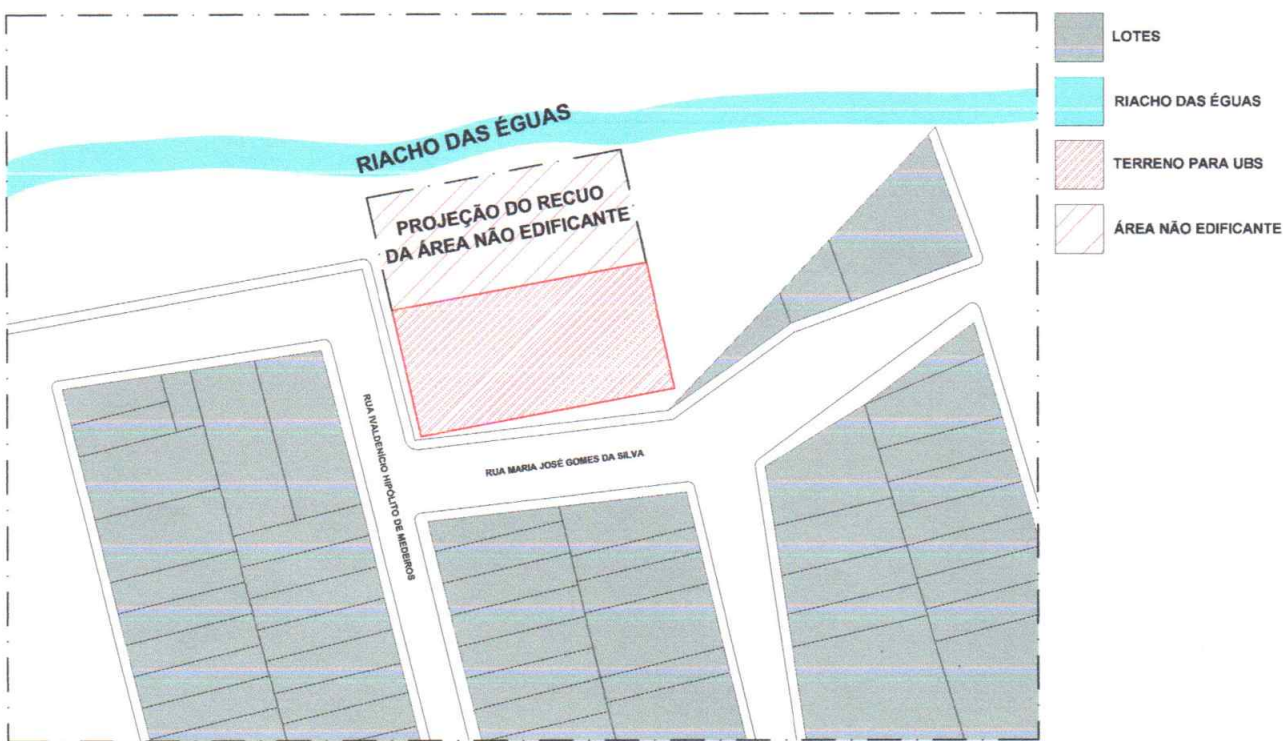 LOTES
RIACHO DAS ÉGUAS
TERRENO PARA UBS
ÁREA NÃO EDIFICANTE
RIACHO DAS ÉGUAS
PROJEÇÃO DO RECUO
DA ÁREA NÃO EDIFICANTE
RUA IVALDENÍCIO HIPÓLITO DE MEDEIROS
RUA MARIA JOSÉ GOMES DA SILVA